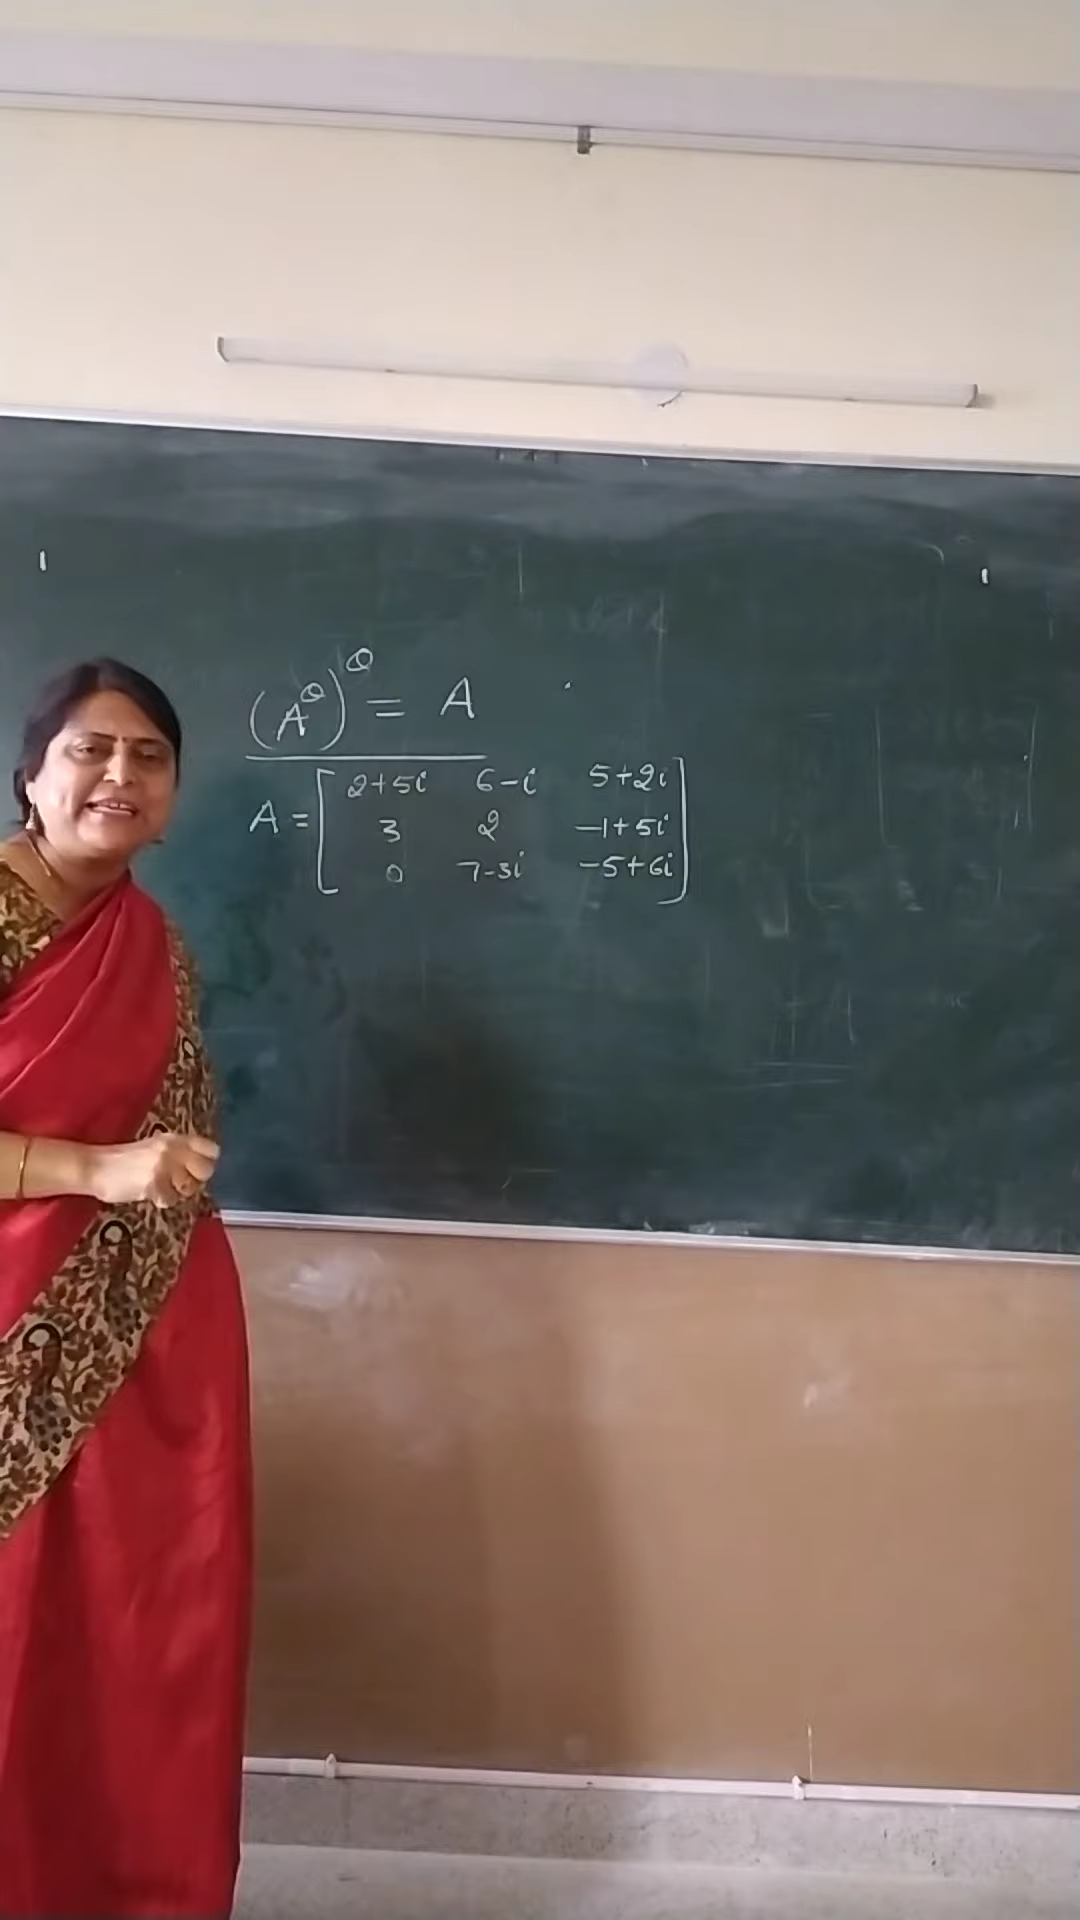 (A^θ)^θ = A
A = [ 2+5i 6-i 5+2i
3 2 -1+5i
0 7-3i -5+6i ]